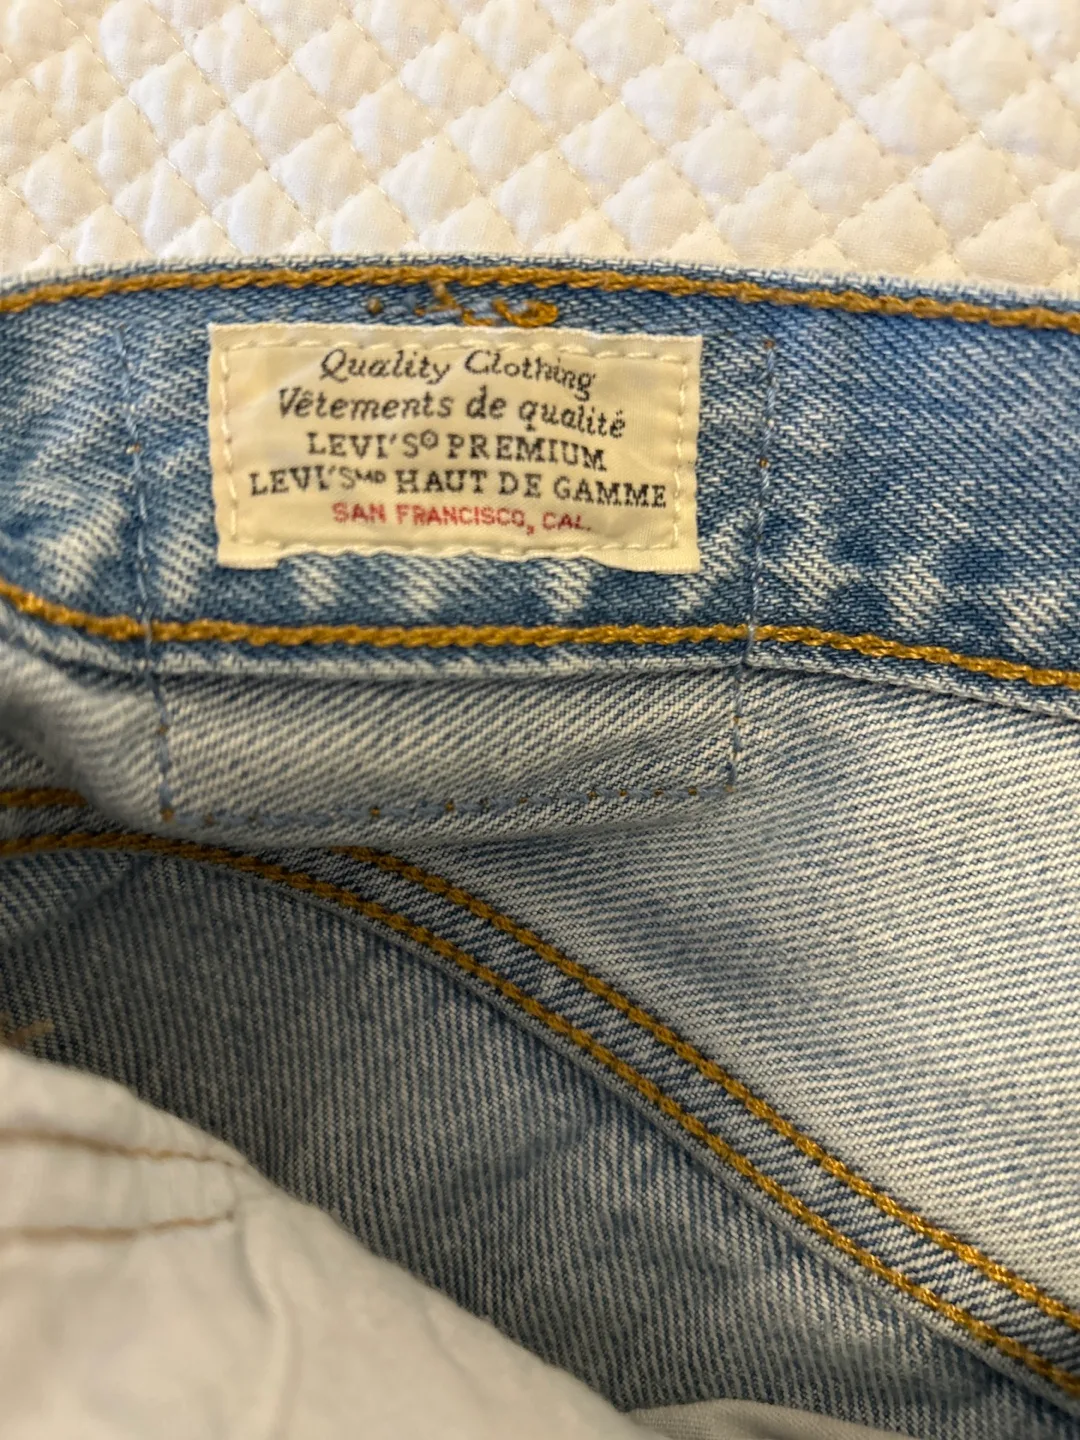 Quality Clothing
Vêtements de qualité
LEVI'S® PREMIUM
LEVI'Sᴹᴰ HAUT DE GAMME
SAN FRANCISCO, CAL.